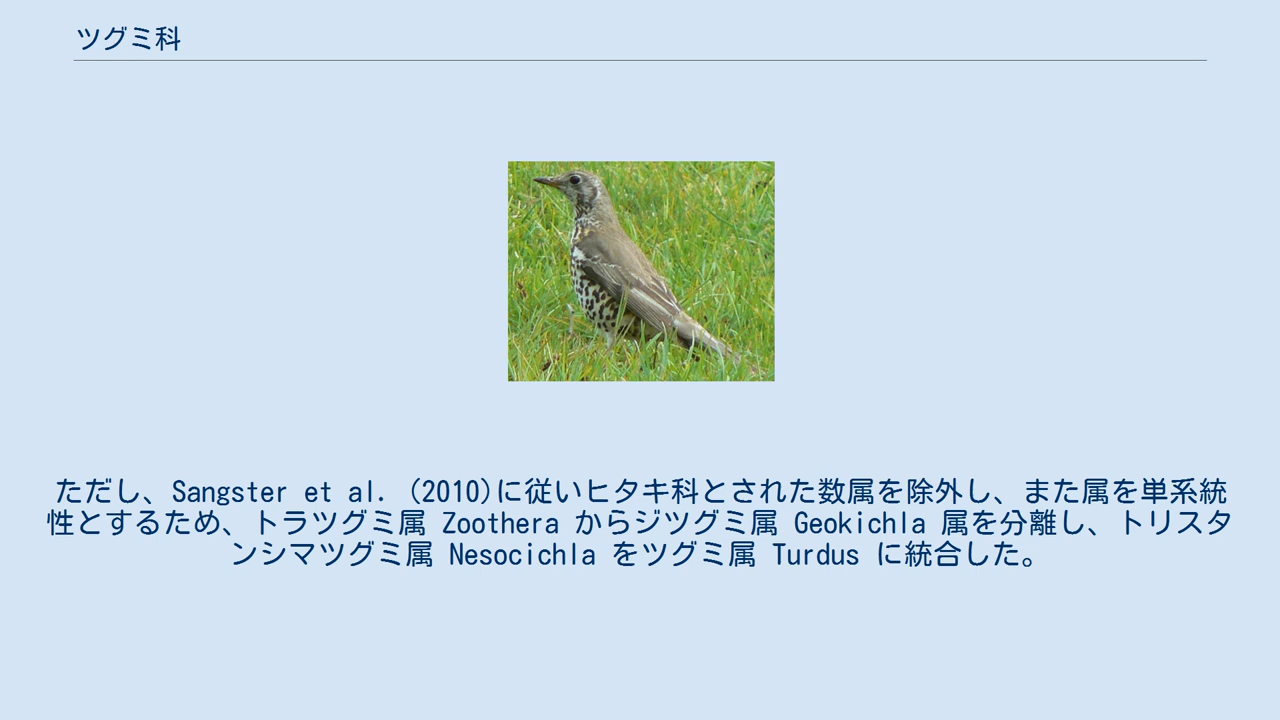 ツグミ科
ただし、Sangster et al. (2010)に従いヒタキ科とされた数属を除外し、また属を単系統
性とするため、トラツグミ属 Zoothera からジツグミ属 Geokichla 属を分離し、トリスタ
ンシマツグミ属 Nesocichla をツグミ属 Turdus に統合した。